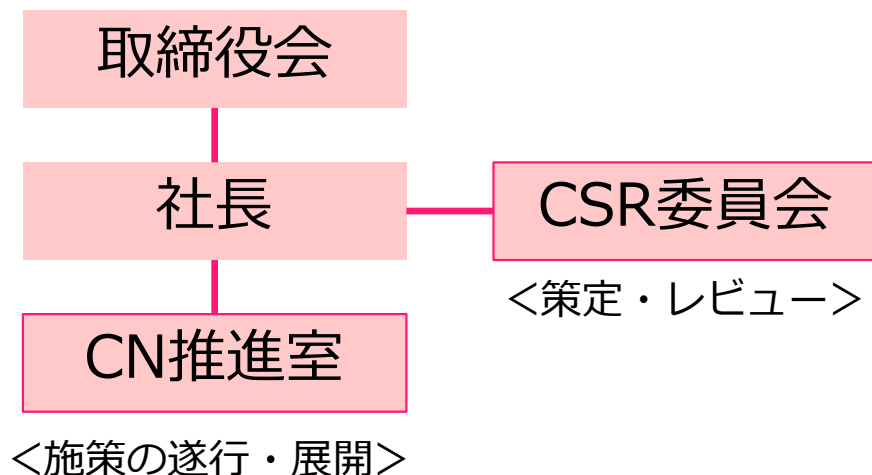 取締役会
社長
CSR委員会
＜策定・レビュー＞
CN推進室
＜施策の遂行・展開＞